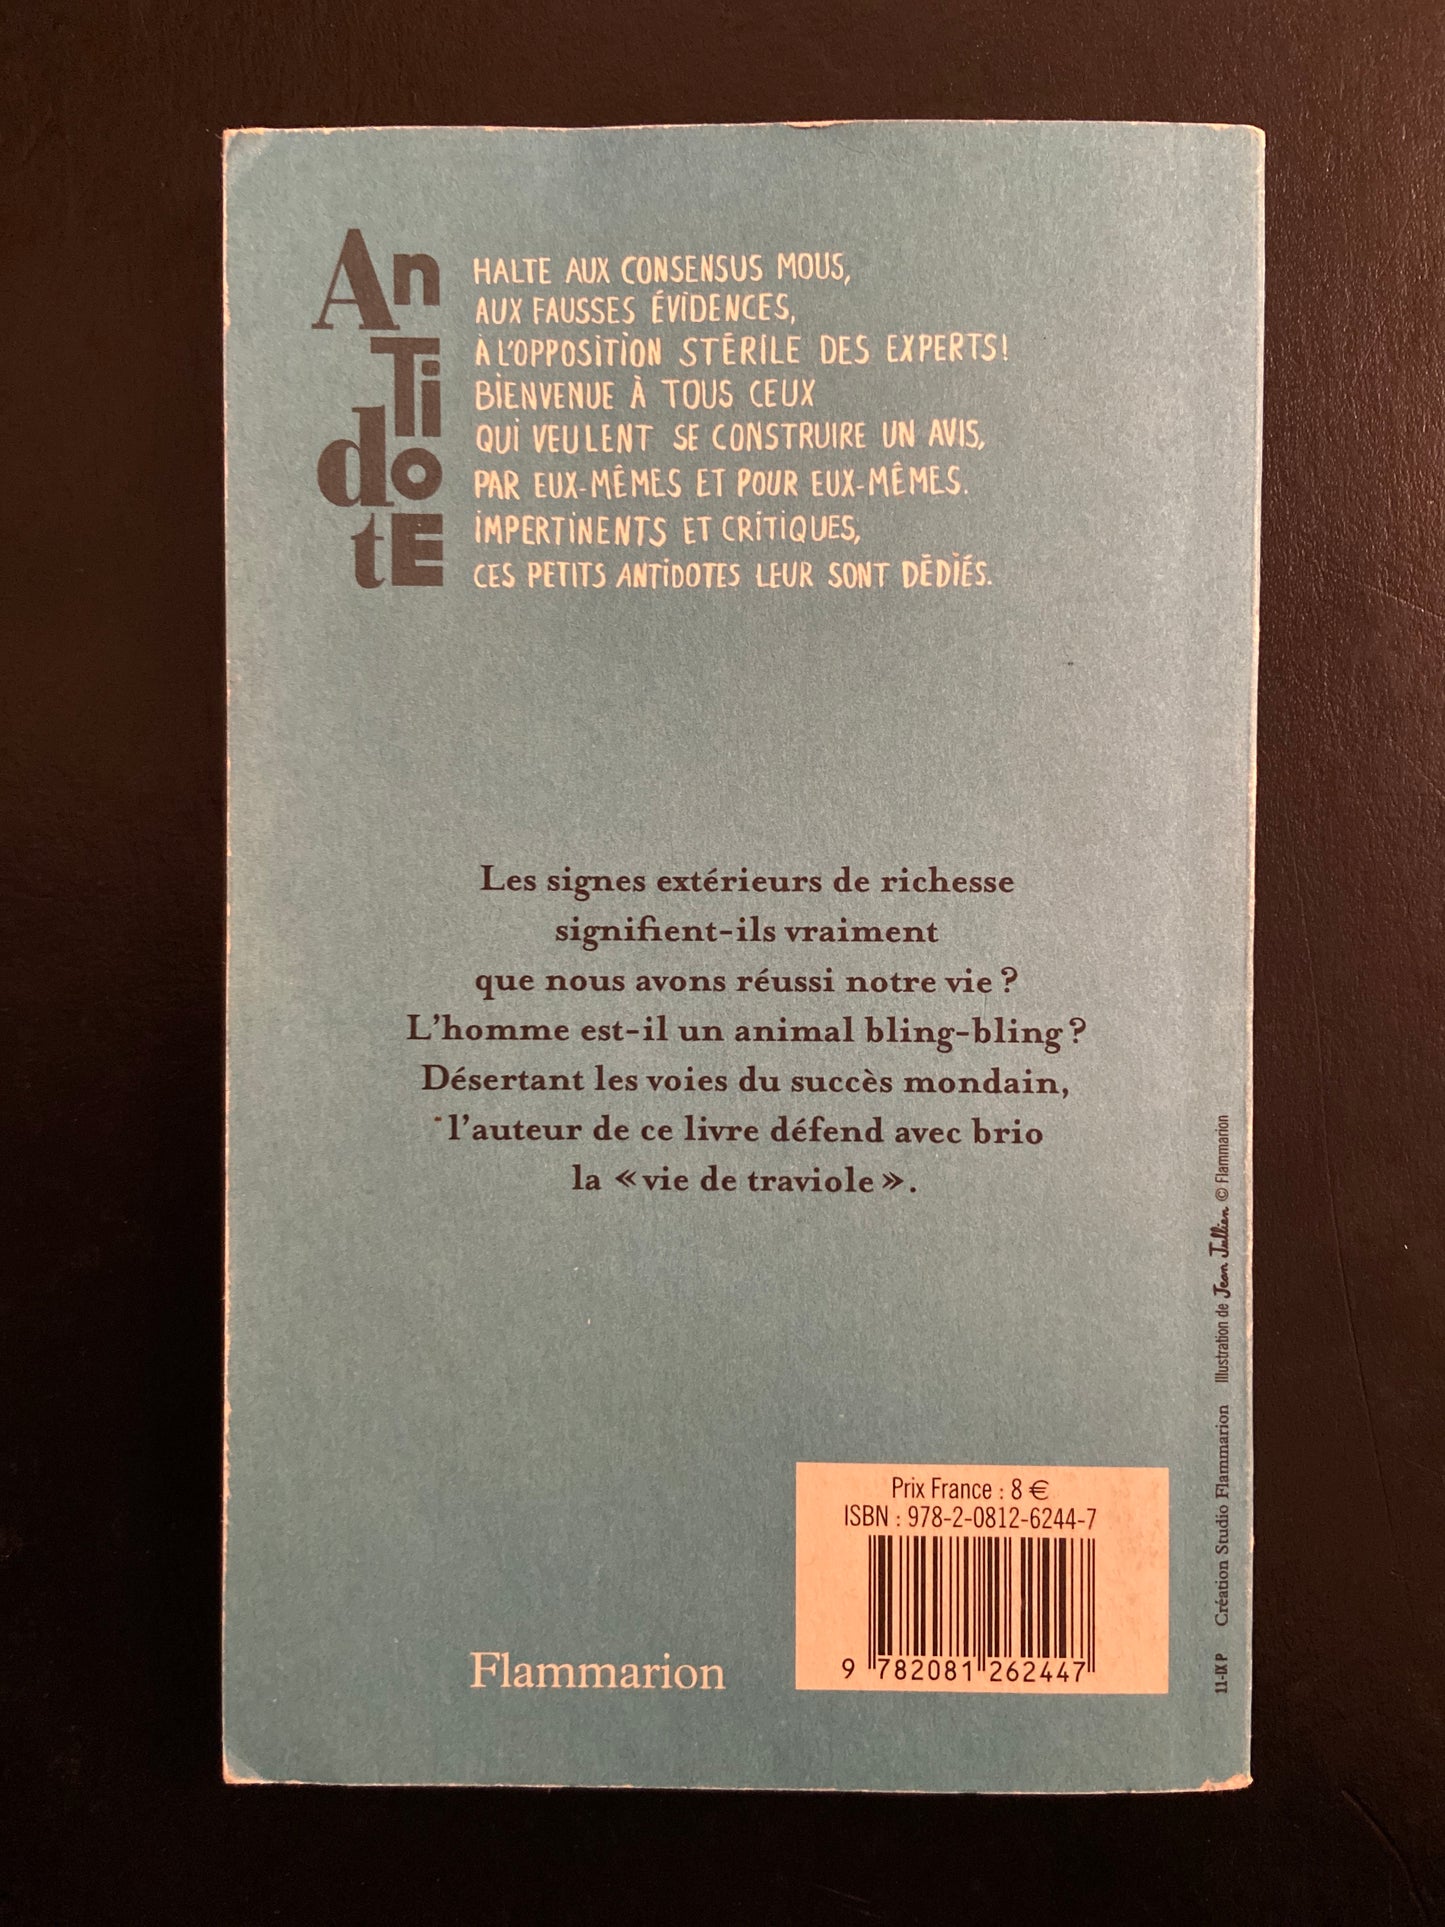 An
Ti
do
tE
HALTE AUX CONSENSUS MOUS,
AUX FAUSSES ÉVIDENCES,
À L'OPPOSITION STÉRILE DES EXPERTS!
BIENVENUE À TOUS CEUX
QUI VEULENT SE CONSTRUIRE UN AVIS,
PAR EUX-MÊMES ET POUR EUX-MÊMES.
IMPERTINENTS ET CRITIQUES,
CES PETITS ANTIDOTES LEUR SONT DÉDIÉS.
Les signes extérieurs de richesse
signifient-ils vraiment
que nous avons réussi notre vie ?
L'homme est-il un animal bling-bling ?
Désertant les voies du succès mondain,
l'auteur de ce livre défend avec brio
la « vie de traviole ».
Prix France : 8 €
ISBN : 978-2-0812-6244-7
9 782081 262447
Flammarion
11-IX P Création Studio Flammarion Illustration de Jean Jullien © Flammarion